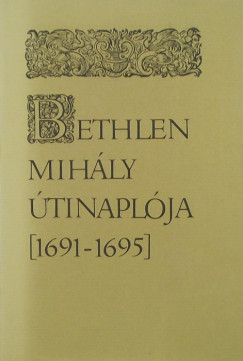 BETHLEN
MIHÁLY
ÚTINAPLÓJA
[1691-1695]